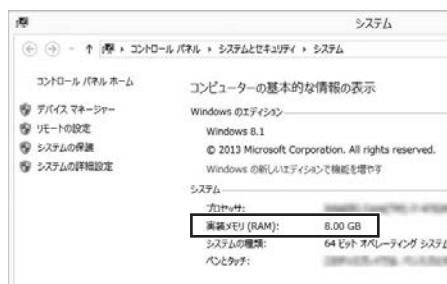 システム
コントロール パネル › システムとセキュリティ › システム
コントロール パネル ホーム
デバイス マネージャー
リモートの設定
システムの保護
システムの詳細設定
コンピューターの基本的な情報の表示
Windows のエディション
Windows 8.1
© 2013 Microsoft Corporation. All rights reserved.
Windows の新しいエディションで機能を増やす
システム
プロセッサ:
実装メモリ (RAM): 8.00 GB
システムの種類: 64 ビット オペレーティング システム
ペンとタッチ: